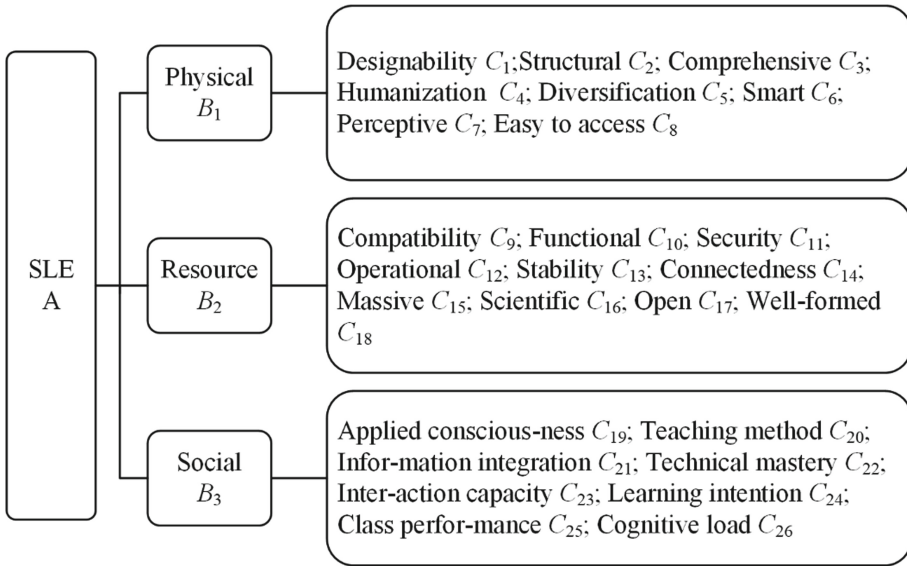 SLE
A
Physical
B₁
Designability C₁;Structural C₂; Comprehensive C₃;
Humanization C₄; Diversification C₅; Smart C₆;
Perceptive C₇; Easy to access C₈
Resource
B₂
Compatibility C₉; Functional C₁₀; Security C₁₁;
Operational C₁₂; Stability C₁₃; Connectedness C₁₄;
Massive C₁₅; Scientific C₁₆; Open C₁₇; Well-formed
C₁₈
Social
B₃
Applied conscious-ness C₁₉; Teaching method C₂₀;
Infor-mation integration C₂₁; Technical mastery C₂₂;
Inter-action capacity C₂₃; Learning intention C₂₄;
Class perfor-mance C₂₅; Cognitive load C₂₆